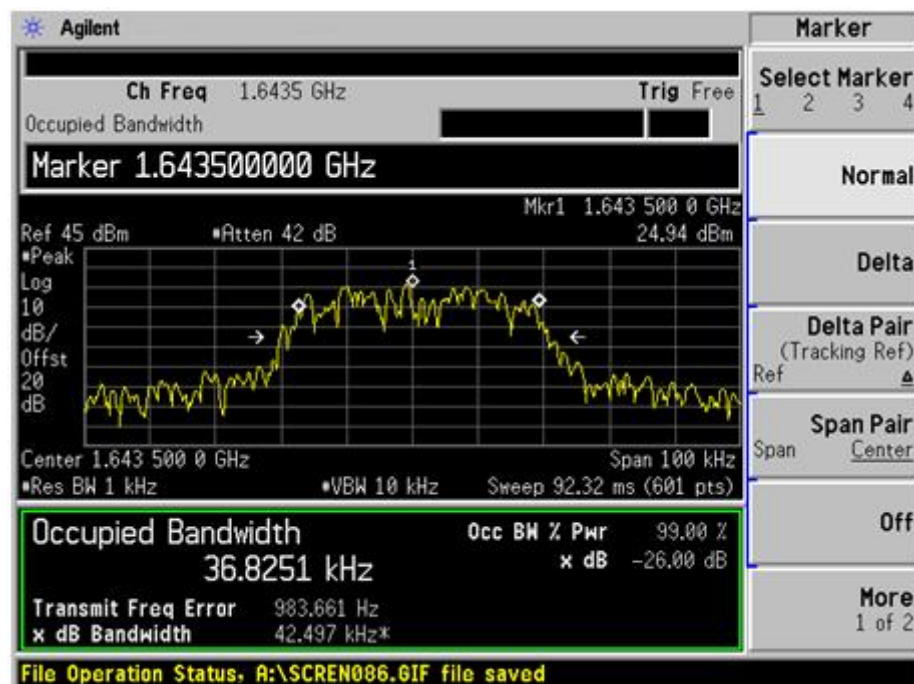 Agilent
Marker
Ch Freq 1.6435 GHz Trig Free
Occupied Bandwidth
Marker 1.643500000 GHz
Mkr1 1.643 500 0 GHz
Ref 45 dBm *Atten 42 dB 24.94 dBm
*Peak
Log
10
dB/
Offst
20
dB
1
Center 1.643 500 0 GHz Span 100 kHz
*Res BW 1 kHz *VBW 10 kHz Sweep 92.32 ms (601 pts)
Occupied Bandwidth
36.8251 kHz
Occ BW % Pwr 99.00 %
x dB -26.00 dB
Transmit Freq Error 983.661 Hz
x dB Bandwidth 42.497 kHz*
File Operation Status, A:\SCREN086.GIF file saved
Select Marker
1 2 3 4
Normal
Delta
Delta Pair
(Tracking Ref)
Ref Δ
Span Pair
Span Center
Off
More
1 of 2